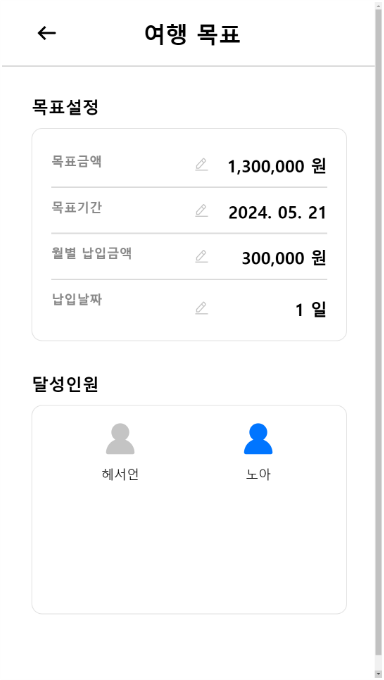 여행 목표
목표설정
목표금액 1,300,000 원
목표기간 2024. 05. 21
월별 납입금액 300,000 원
납입날짜 1 일
달성인원
헤서언 노아